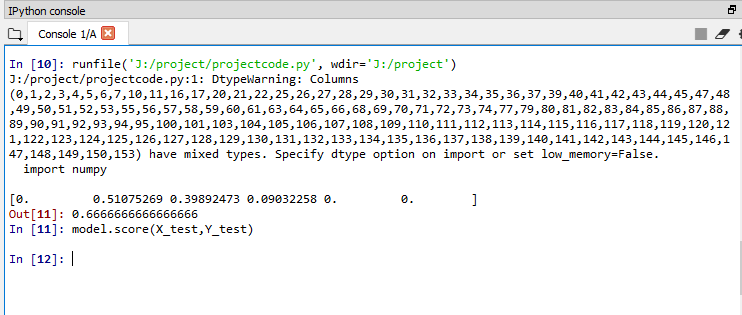 IPython console
Console 1/A
In [10]: runfile('J:/project/projectcode.py', wdir='J:/project')
J:/project/projectcode.py:1: DtypeWarning: Columns
(0,1,2,3,4,5,6,7,10,11,16,17,20,21,22,25,26,27,28,29,30,31,32,33,34,35,36,37,39,40,41,42,43,44,45,47,48
,49,50,51,52,53,55,56,57,58,59,60,61,63,64,65,66,68,69,70,71,72,73,74,77,79,80,81,82,83,84,85,86,87,88,
89,90,91,92,93,94,95,100,101,103,104,105,106,107,108,109,110,111,112,113,114,115,116,117,118,119,120,12
1,122,123,124,125,126,127,128,129,130,131,132,133,134,135,136,137,138,139,140,141,142,143,144,145,146,1
47,148,149,150,153) have mixed types. Specify dtype option on import or set low_memory=False.
  import numpy
[0.         0.51075269 0.39892473 0.09032258 0.         0.        ]
Out[11]: 0.6666666666666666
In [11]: model.score(X_test,Y_test)
In [12]: